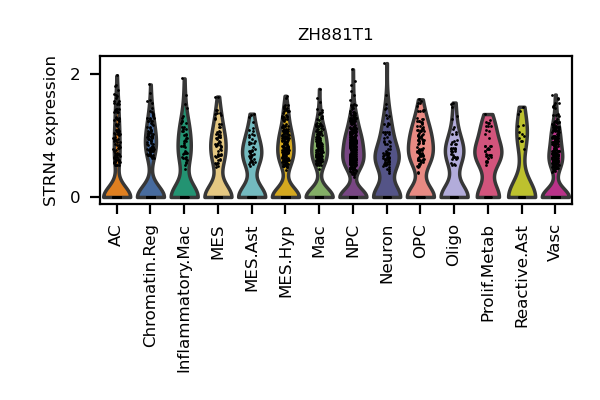 ZH881T1
STRN4 expression
2
0
AC
Chromatin.Reg
Inflammatory.Mac
MES
MES.Ast
MES.Hyp
Mac
NPC
Neuron
OPC
Oligo
Prolif.Metab
Reactive.Ast
Vasc